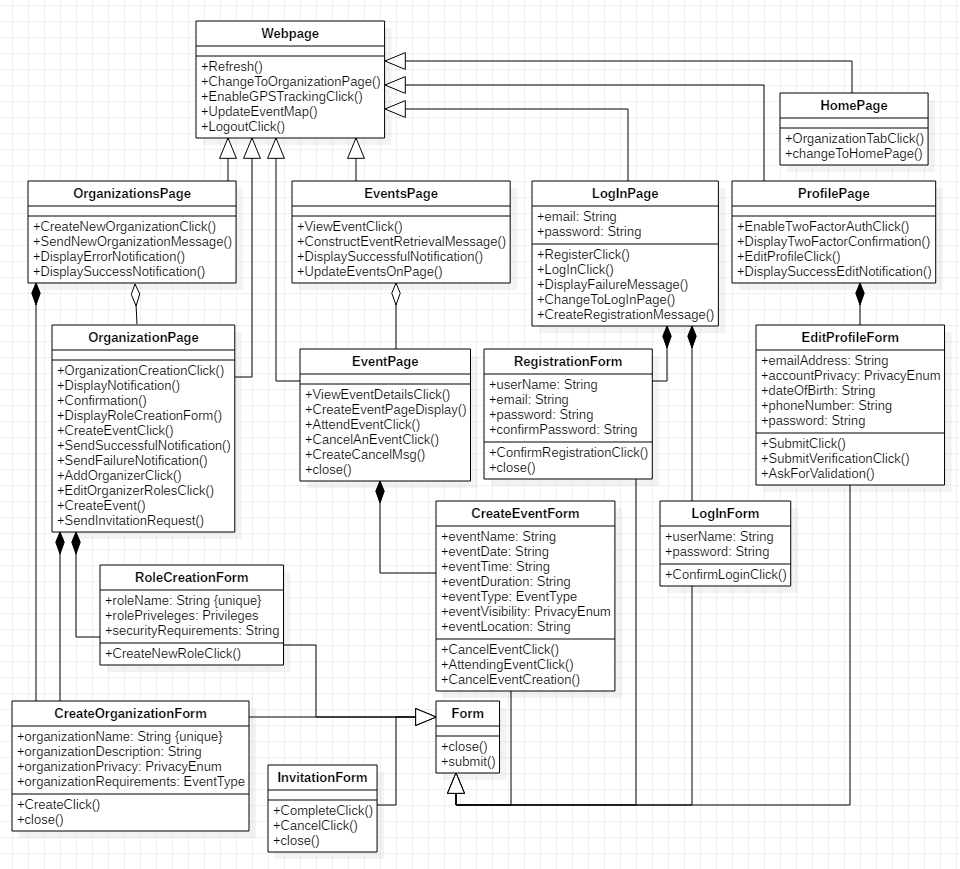 Webpage
+Refresh()
+ChangeToOrganizationPage()
+EnableGPSTrackingClick()
+UpdateEventMap()
+LogoutClick()
HomePage
+OrganizationTabClick()
+changeToHomePage()
OrganizationsPage
+CreateNewOrganizationClick()
+SendNewOrganizationMessage()
+DisplayErrorNotification()
+DisplaySuccessNotification()
EventsPage
+ViewEventClick()
+ConstructEventRetrievalMessage()
+DisplaySuccessfulNotification()
+UpdateEventsOnPage()
LogInPage
+email: String
+password: String
+RegisterClick()
+LogInClick()
+DisplayFailureMessage()
+ChangeToLogInPage()
+CreateRegistrationMessage()
ProfilePage
+EnableTwoFactorAuthClick()
+DisplayTwoFactorConfirmation()
+EditProfileClick()
+DisplaySuccessEditNotification()
OrganizationPage
+OrganizationCreationClick()
+DisplayNotification()
+Confirmation()
+DisplayRoleCreationForm()
+CreateEventClick()
+SendSuccessfulNotification()
+SendFailureNotification()
+AddOrganizerClick()
+EditOrganizerRolesClick()
+CreateEvent()
+SendInvitationRequest()
EventPage
+ViewEventDetailsClick()
+CreateEventPageDisplay()
+AttendEventClick()
+CancelAnEventClick()
+CreateCancelMsg()
+close()
RegistrationForm
+userName: String
+email: String
+password: String
+confirmPassword: String
+ConfirmRegistrationClick()
+close()
EditProfileForm
+emailAddress: String
+accountPrivacy: PrivacyEnum
+dateOfBirth: String
+phoneNumber: String
+password: String
+SubmitClick()
+SubmitVerificationClick()
+AskForValidation()
CreateEventForm
+eventName: String
+eventDate: String
+eventTime: String
+eventDuration: String
+eventType: EventType
+eventVisibility: PrivacyEnum
+eventLocation: String
+CancelEventClick()
+AttendingEventClick()
+CancelEventCreation()
LogInForm
+userName: String
+password: String
+ConfirmLoginClick()
RoleCreationForm
+roleName: String {unique}
+rolePriveleges: Privileges
+securityRequirements: String
+CreateNewRoleClick()
CreateOrganizationForm
+organizationName: String {unique}
+organizationDescription: String
+organizationPrivacy: PrivacyEnum
+organizationRequirements: EventType
+CreateClick()
+close()
Form
+close()
+submit()
InvitationForm
+CompleteClick()
+CancelClick()
+close()